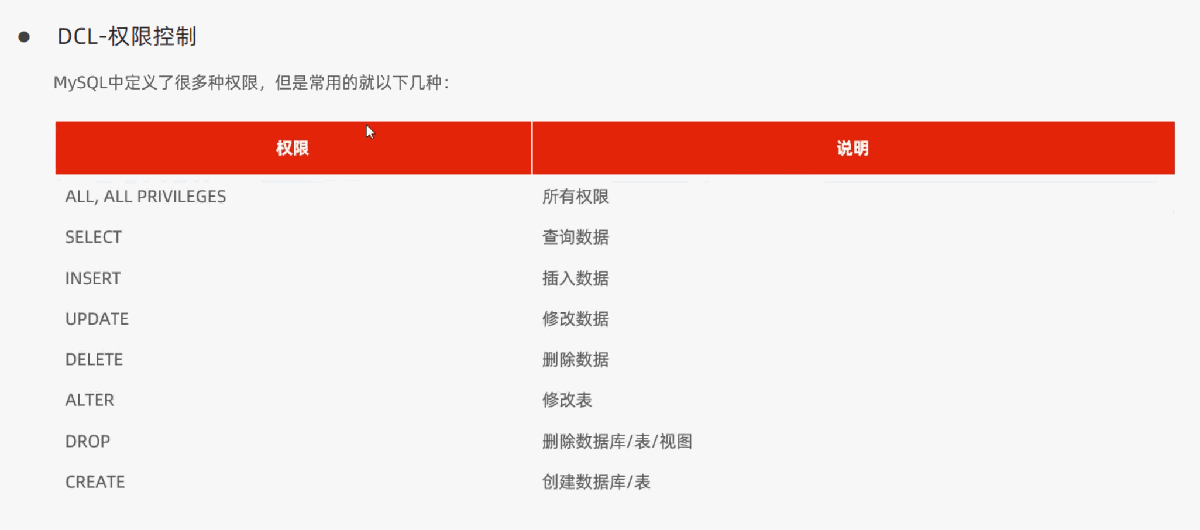 DCL-权限控制
MySQL中定义了很多种权限，但是常用的就以下几种：
权限 说明
ALL, ALL PRIVILEGES 所有权限
SELECT 查询数据
INSERT 插入数据
UPDATE 修改数据
DELETE 删除数据
ALTER 修改表
DROP 删除数据库/表/视图
CREATE 创建数据库/表